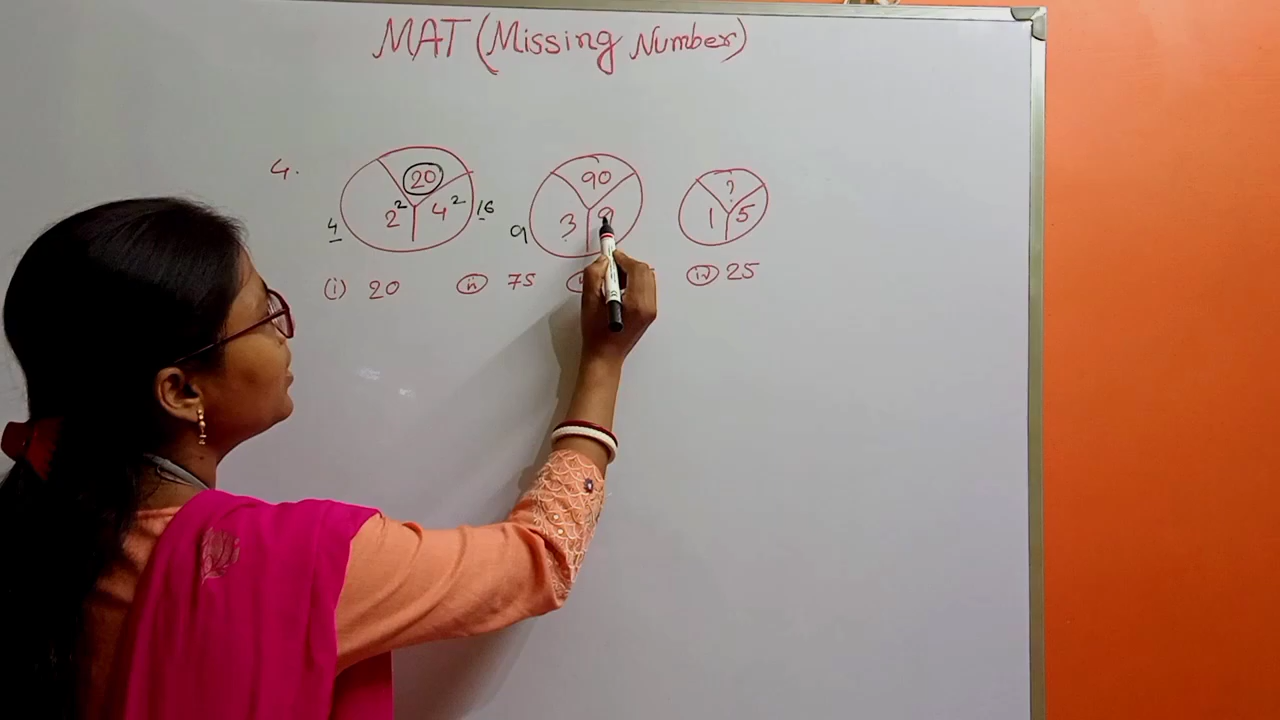 MAT (Missing Number)
4.
20 2² 4² 4 16
90 3 9 9
? 1 5
(i) 20 (ii) 75 (iv) 25